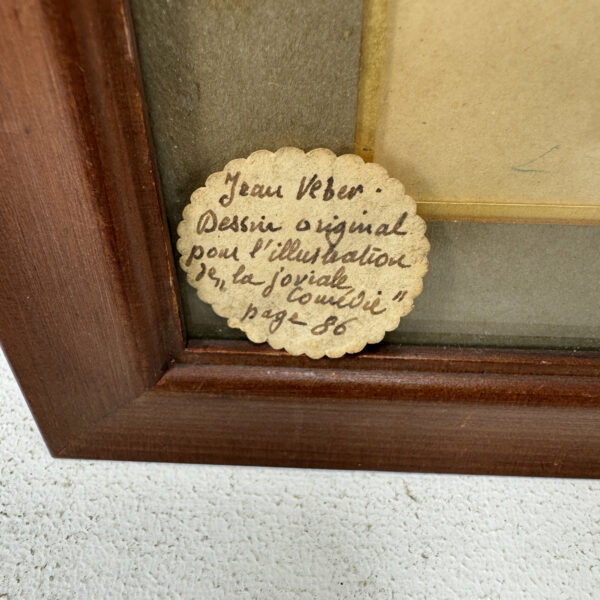 Jean Veber.
Dessin original
pour l'illustration
de „la joviale
Comédie"
page 86